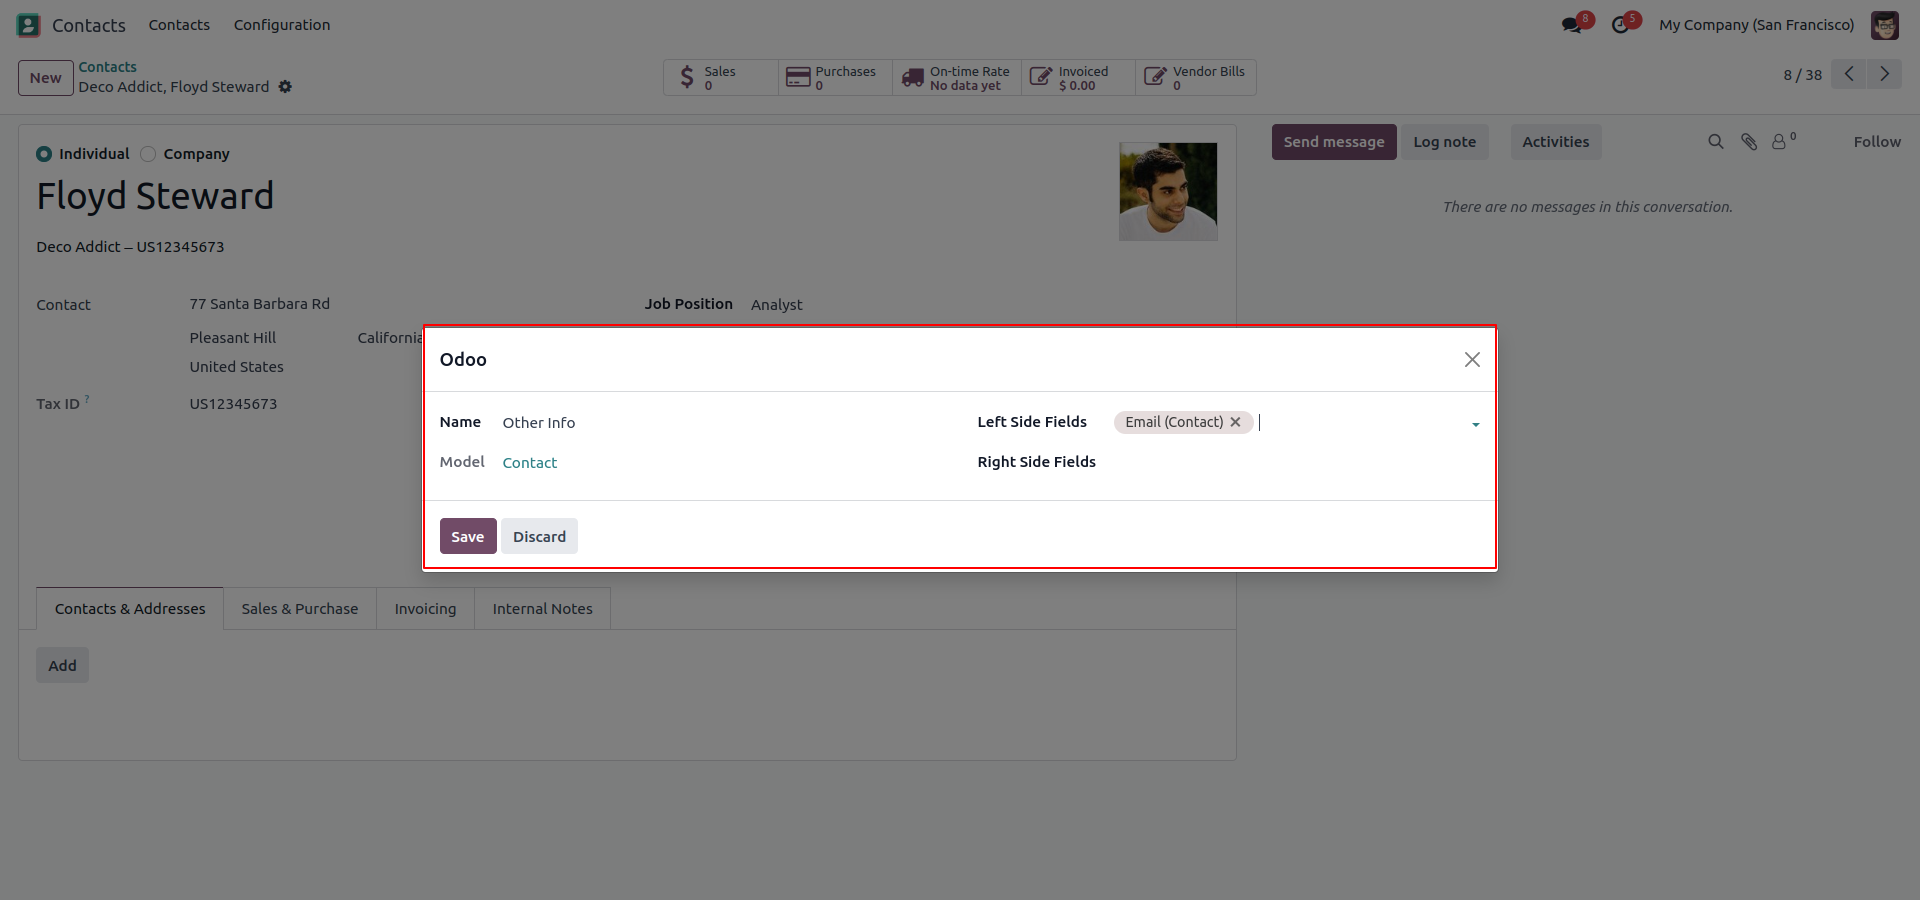 Contacts Contacts Configuration 8 5 My Company (San Francisco)
New Contacts
Deco Addict, Floyd Steward
Sales 0 Purchases 0 On-time Rate No data yet Invoiced $ 0.00 Vendor Bills 0
8 / 38
Individual Company
Floyd Steward
Deco Addict – US12345673
Contact 77 Santa Barbara Rd Job Position Analyst
Pleasant Hill California
United States
Tax ID ? US12345673
Send message Log note Activities 0 Follow
There are no messages in this conversation.
Odoo
Name Other Info Left Side Fields Email (Contact)
Model Contact Right Side Fields
Save Discard
Contacts & Addresses Sales & Purchase Invoicing Internal Notes
Add